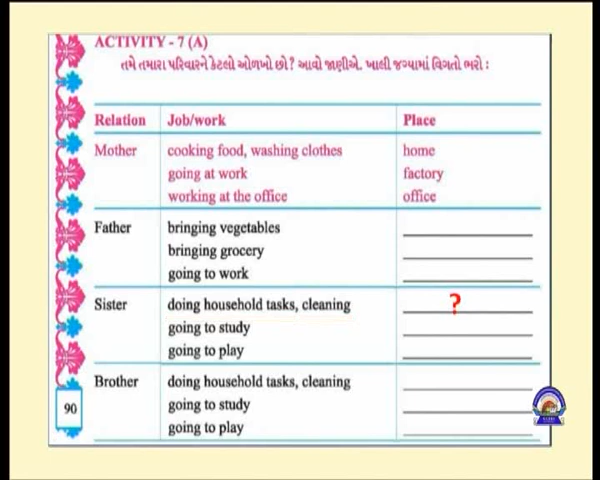 ACTIVITY - 7 (A)
તમે તમારા પરિવારને કેટલો ઓળખો છો? આવો જાણીએ. ખાલી જગ્યામાં વિગતો ભરો :
Relation Job/work Place
Mother cooking food, washing clothes home
going at work factory
working at the office office
Father bringing vegetables
bringing grocery
going to work
Sister doing household tasks, cleaning ?
going to study
going to play
Brother doing household tasks, cleaning
going to study
going to play
90